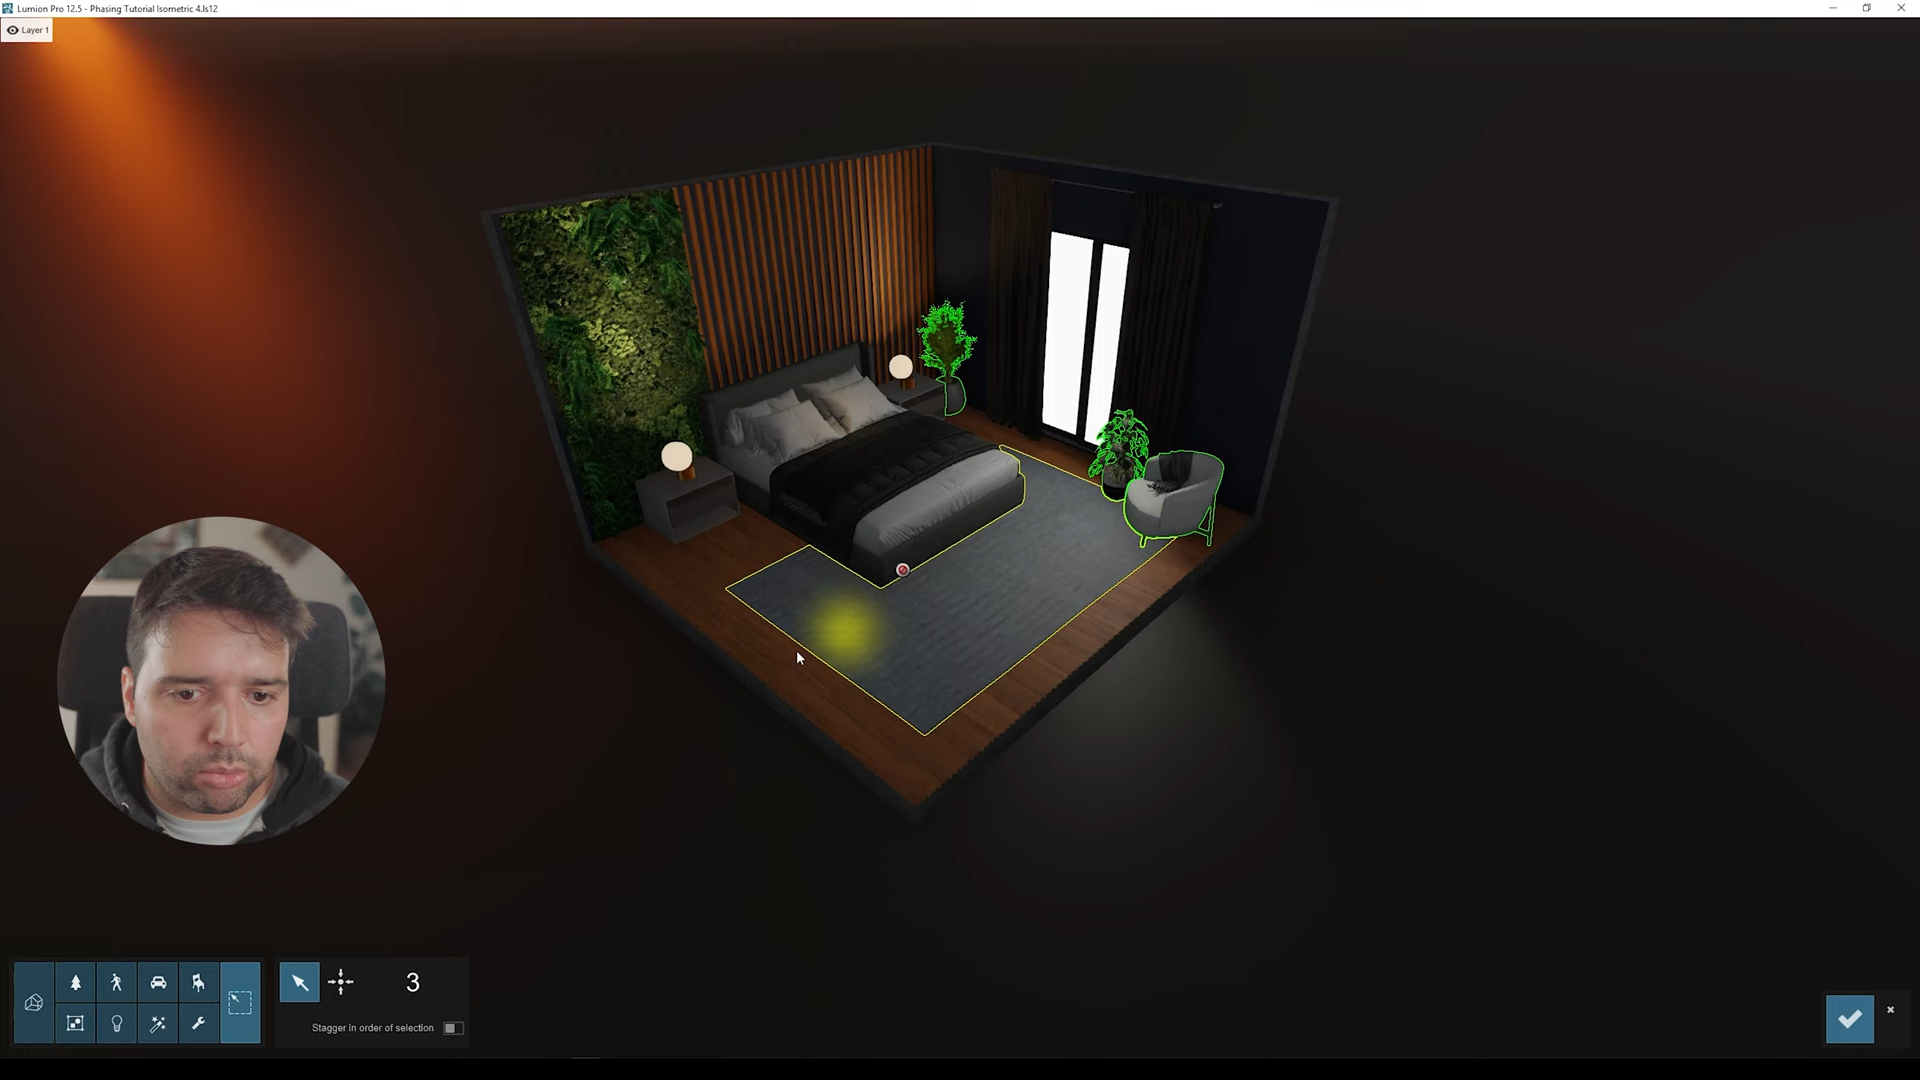 Lumion Pro 12.5 - Phasing Tutorial Isometric 4.ls12
Layer 1
3
Stagger in order of selection